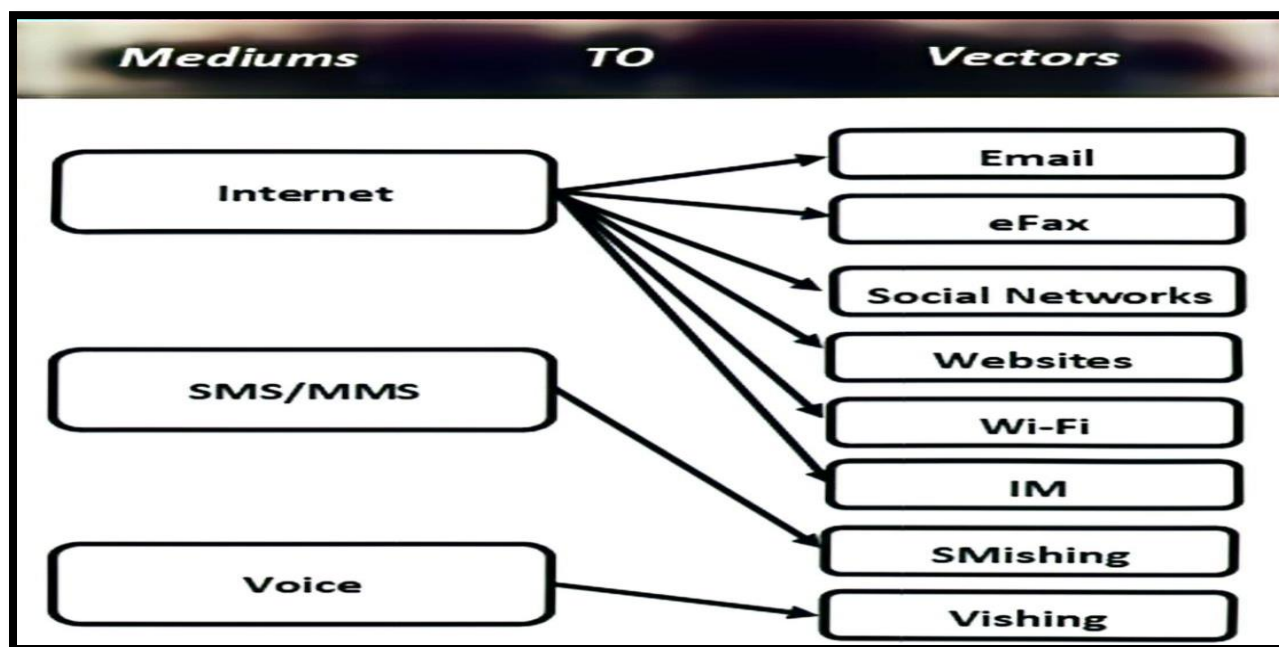 Mediums TO Vectors
Internet
SMS/MMS
Voice
Email
eFax
Social Networks
Websites
Wi-Fi
IM
SMishing
Vishing